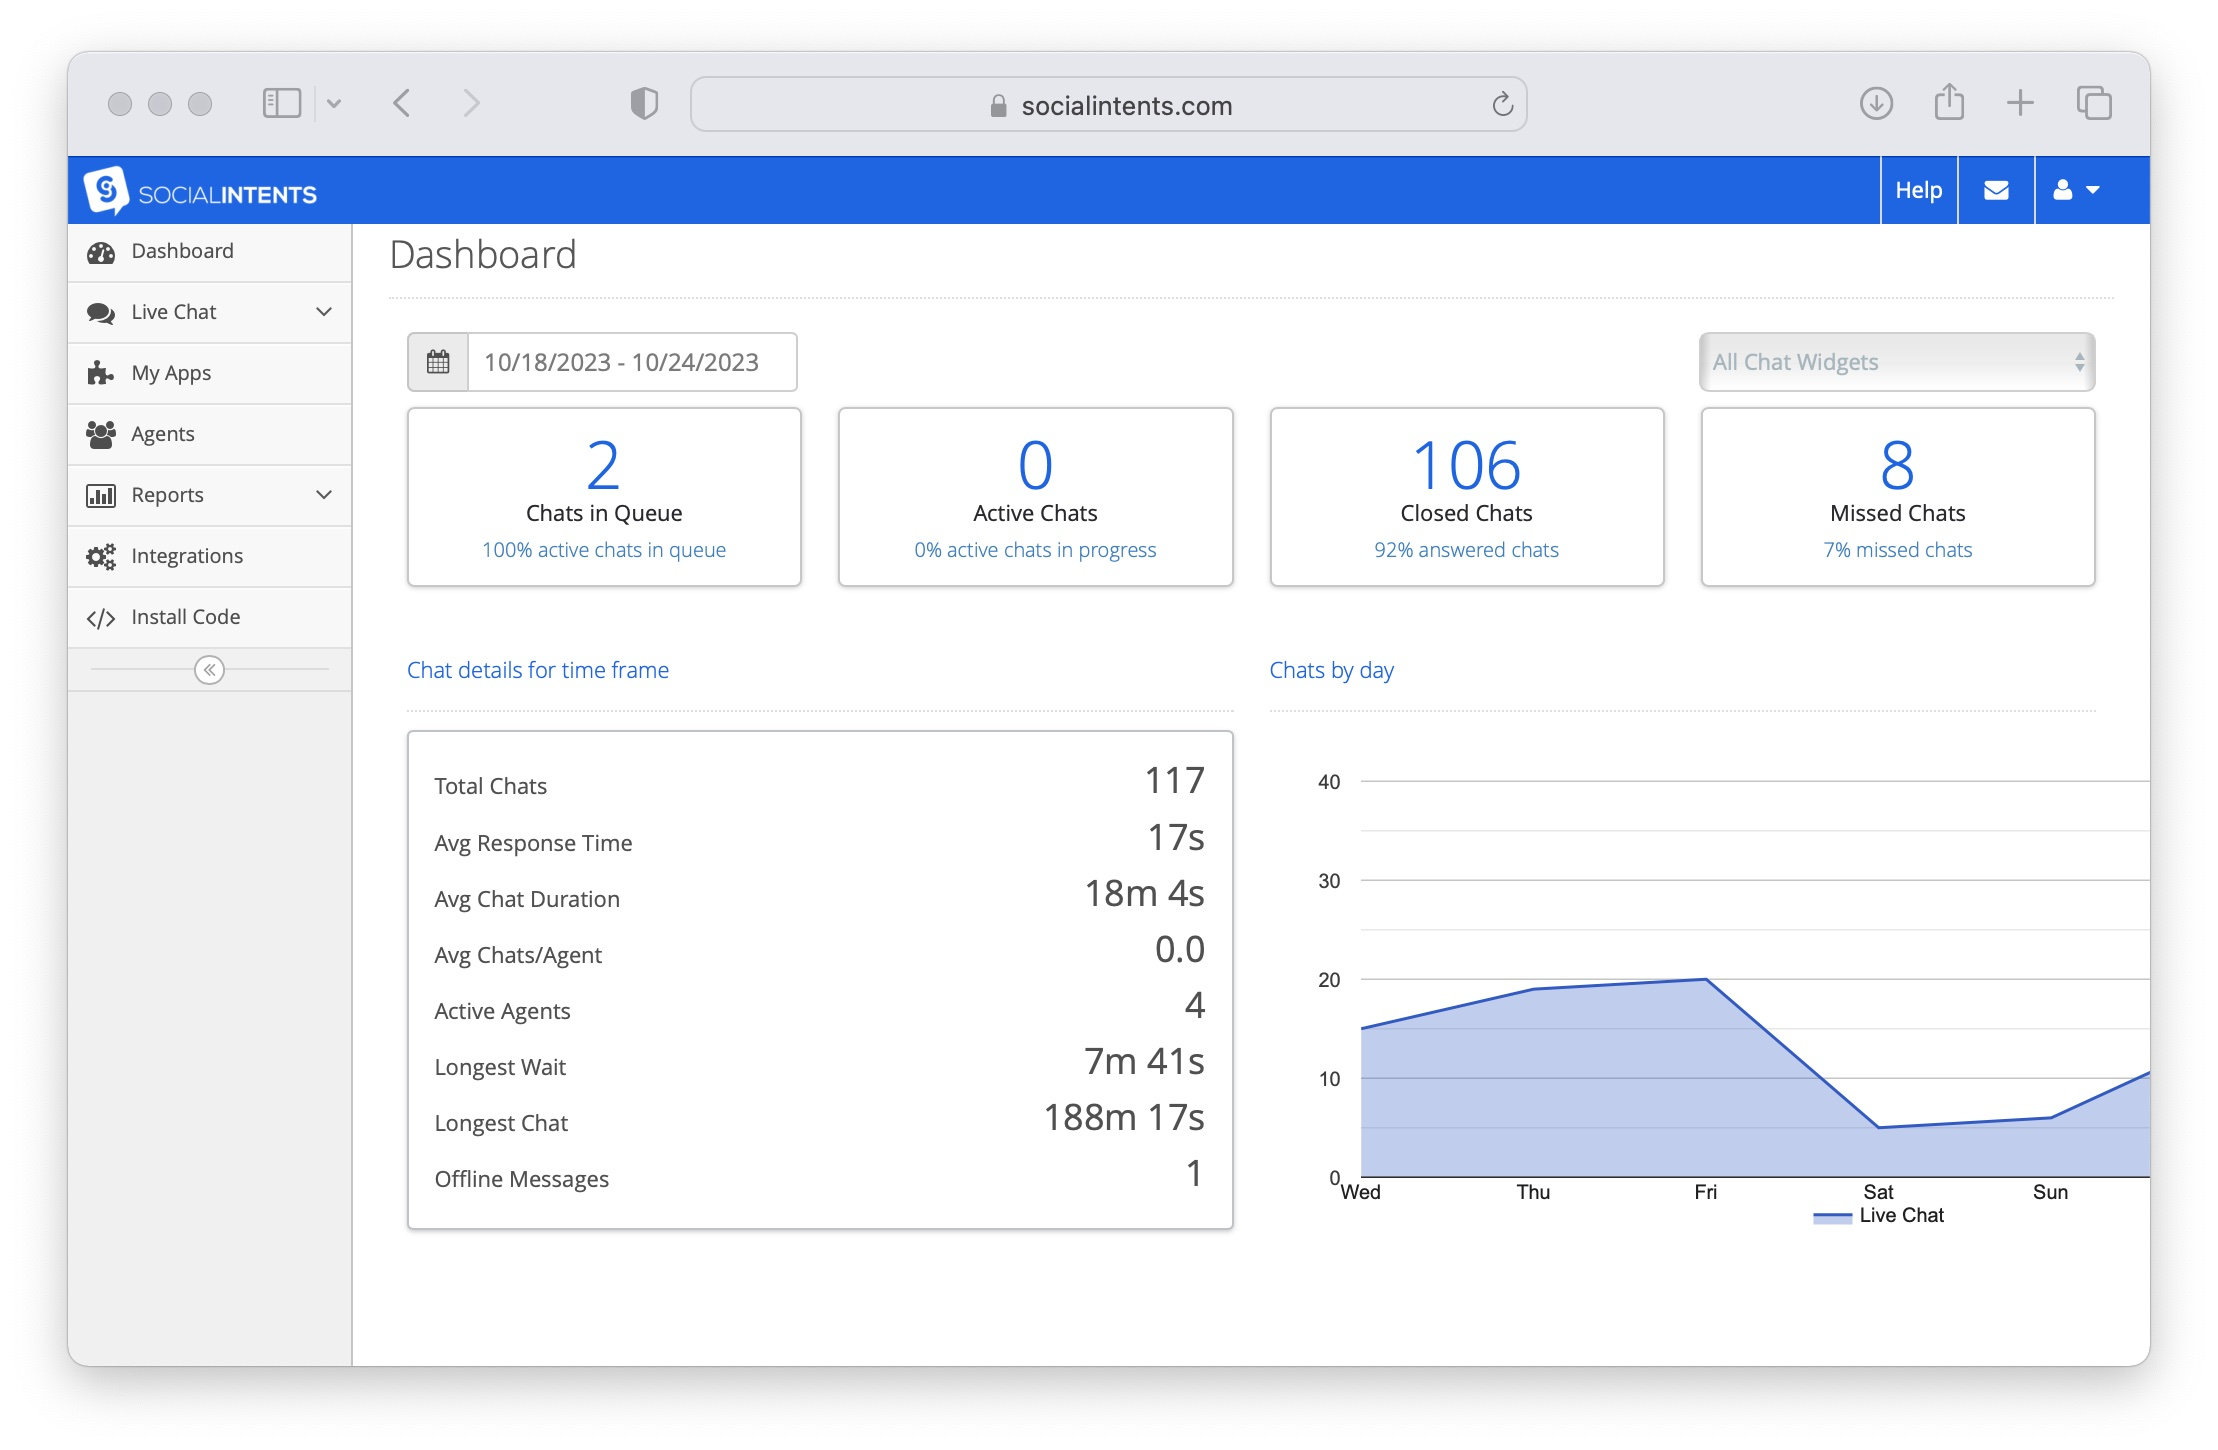 socialintents.com
SOCIALINTENTS
Help
Dashboard
Live Chat
My Apps
Agents
Reports
Integrations
Install Code
Dashboard
10/18/2023 - 10/24/2023
All Chat Widgets
2
Chats in Queue
100% active chats in queue
0
Active Chats
0% active chats in progress
106
Closed Chats
92% answered chats
8
Missed Chats
7% missed chats
Chat details for time frame
Total Chats 117
Avg Response Time 17s
Avg Chat Duration 18m 4s
Avg Chats/Agent 0.0
Active Agents 4
Longest Wait 7m 41s
Longest Chat 188m 17s
Offline Messages 1
Chats by day
40
30
20
10
0
Wed Thu Fri Sat Sun
Live Chat